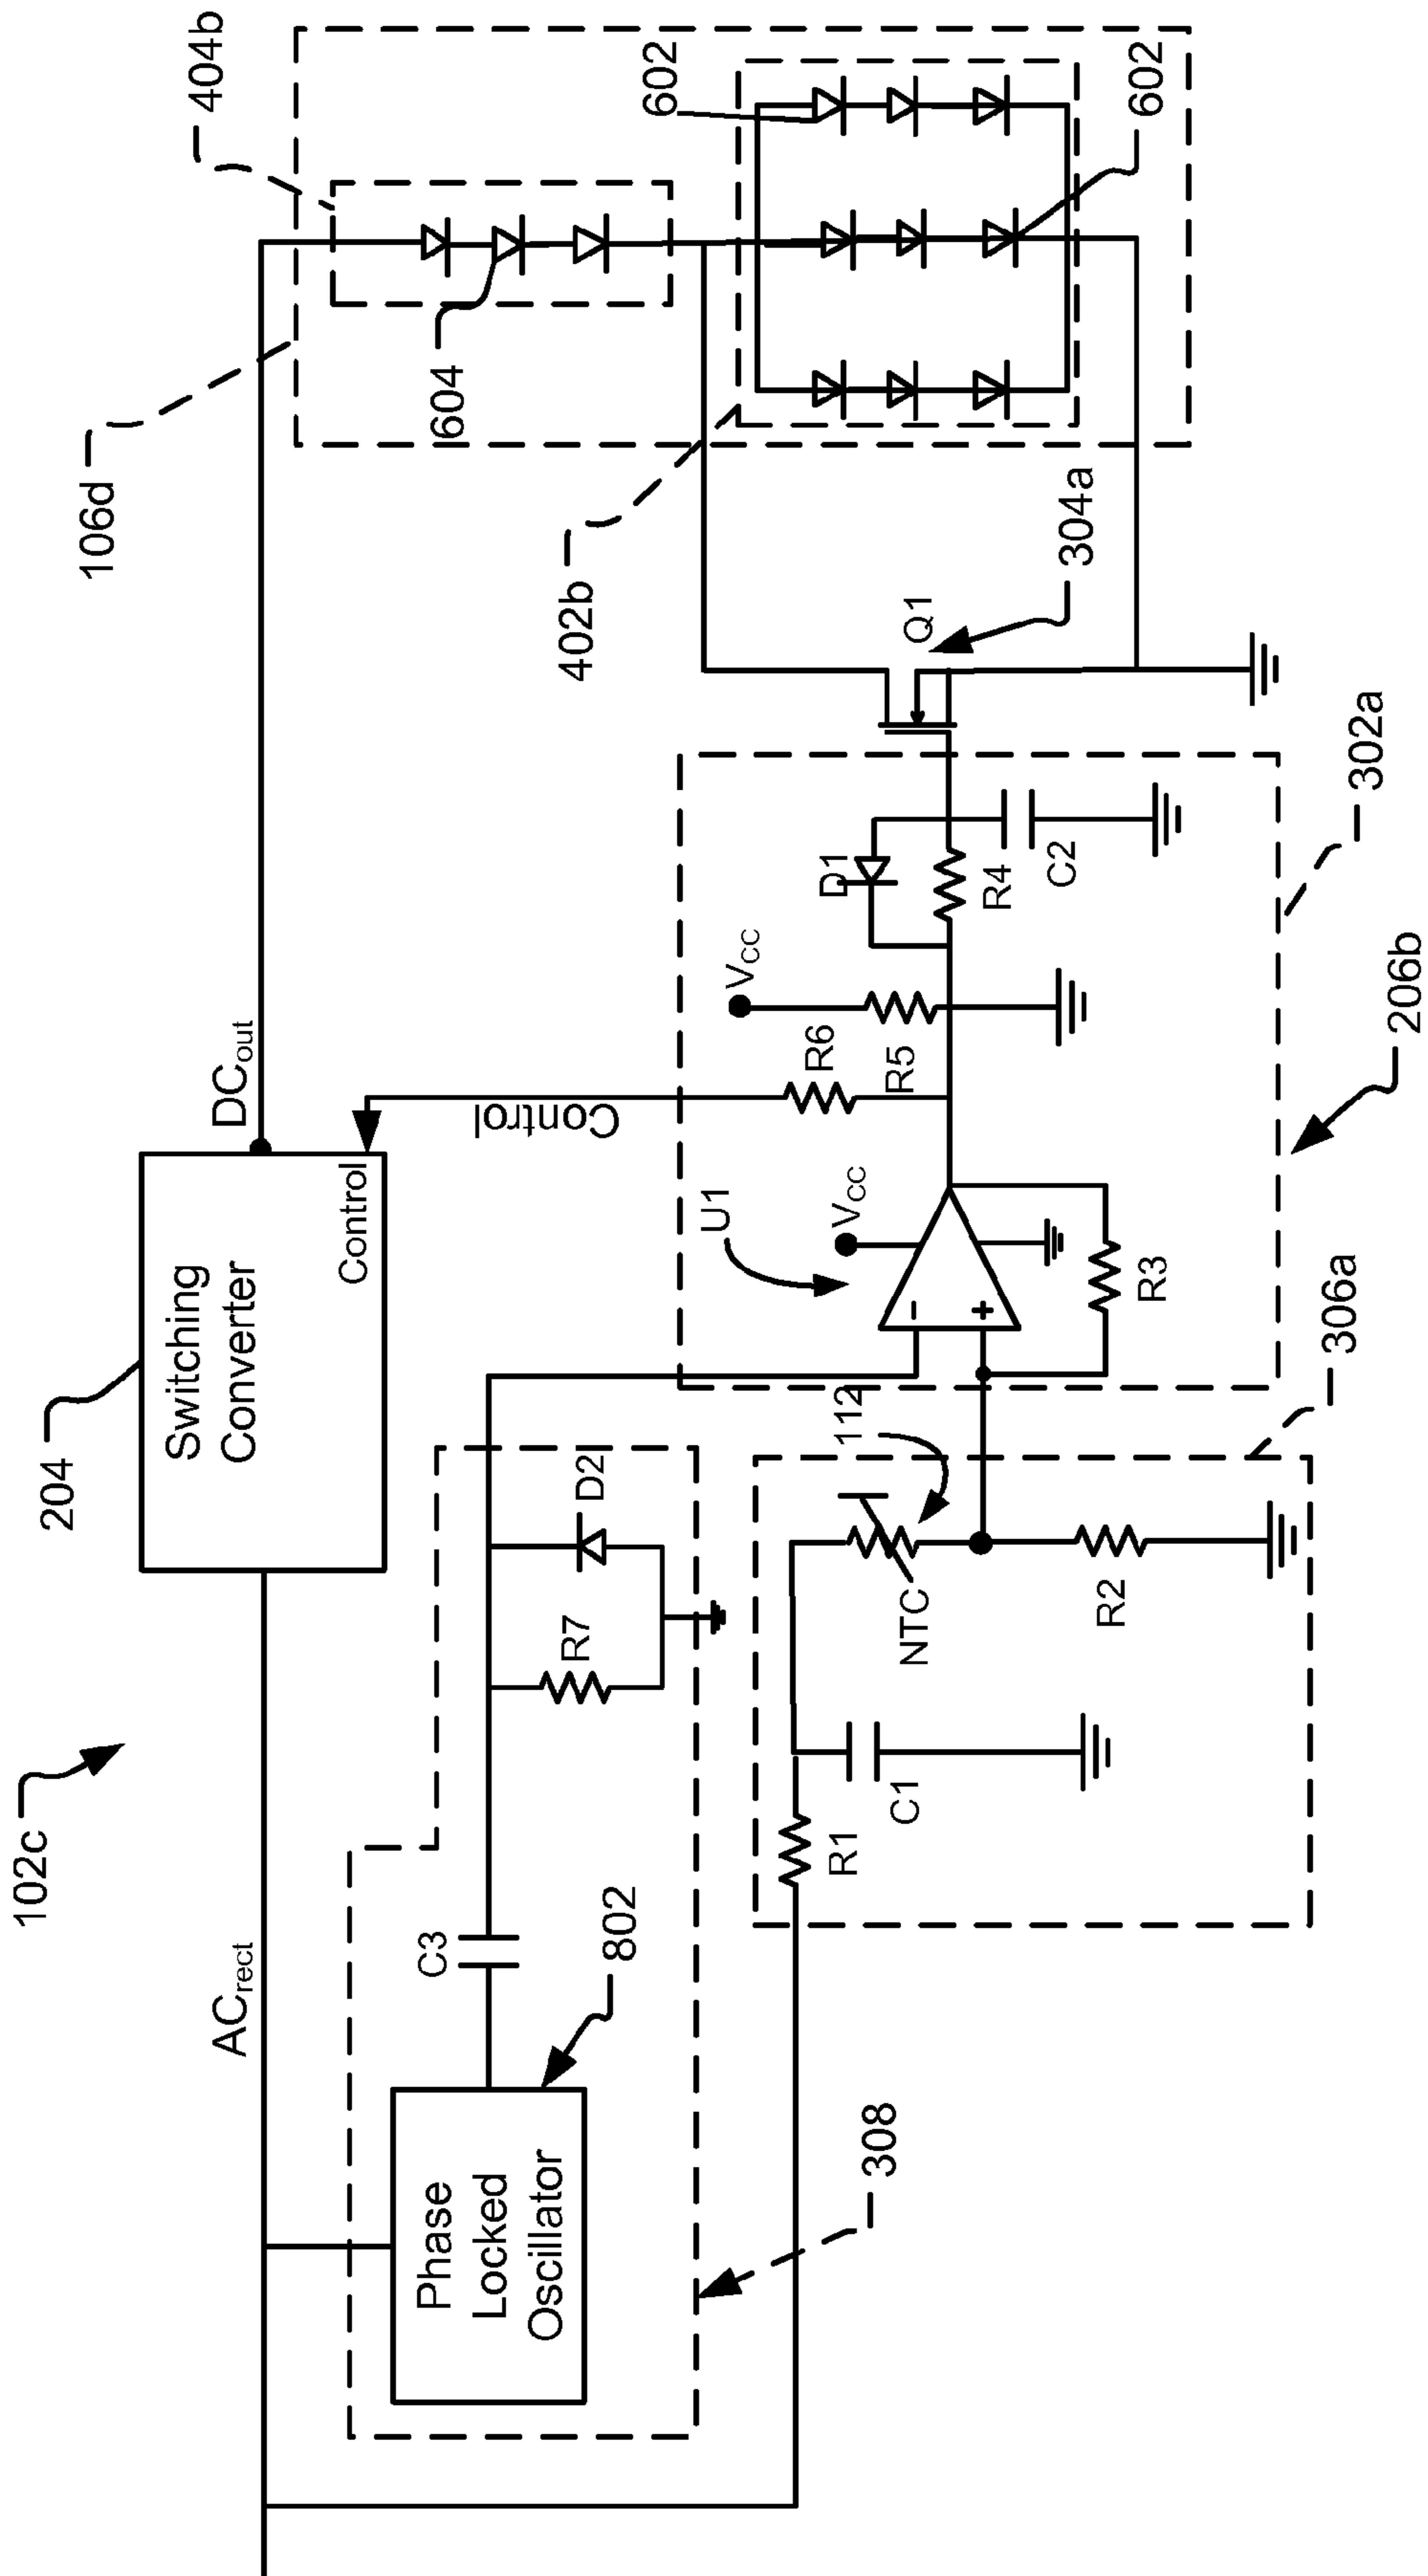 102c
ACrect
204
Switching
Converter
Control
DCout
106d
404b
604
602
602
402b
Q1
304a
Phase
Locked
Oscillator
802
308
C3
R7
D2
Control
R6
VCC
R5
D1
R4
C2
U1
VCC
-
+
R3
302a
206b
R1
C1
NTC
112
R2
306a